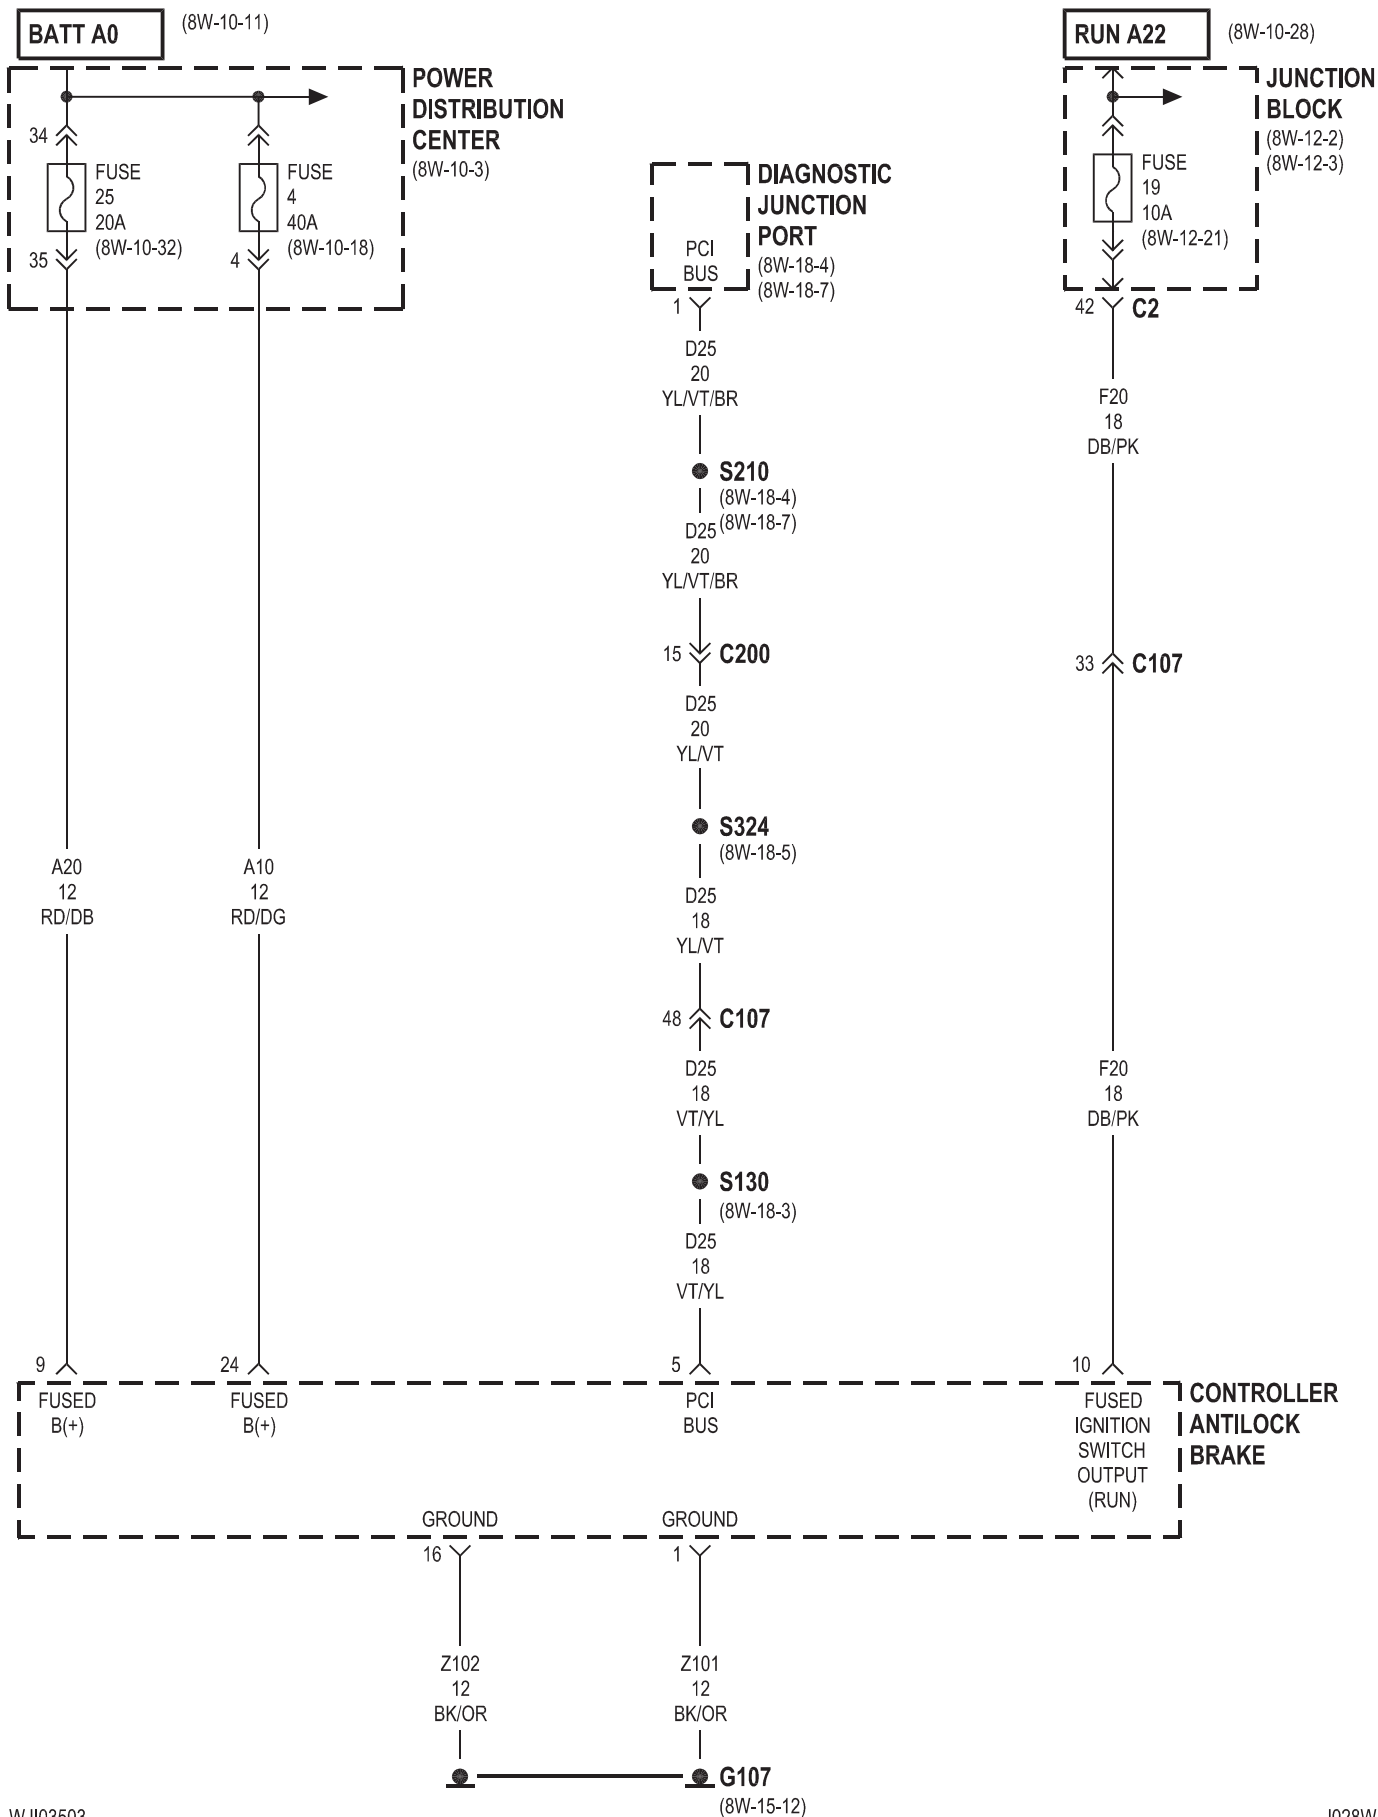 BATT A0
(8W-10-11)
RUN A22
(8W-10-28)
POWER
DISTRIBUTION
CENTER
(8W-10-3)
34
FUSE
25
20A
(8W-10-32)
35
FUSE
4
40A
(8W-10-18)
4
DIAGNOSTIC
JUNCTION
PORT
(8W-18-4)
(8W-18-7)
PCI
BUS
1
JUNCTION
BLOCK
(8W-12-2)
(8W-12-3)
FUSE
19
10A
(8W-12-21)
42
C2
D25
20
YL/VT/BR
F20
18
DB/PK
S210
(8W-18-4)
(8W-18-7)
D25
20
YL/VT/BR
15
C200
33
C107
D25
20
YL/VT
S324
(8W-18-5)
A20
12
RD/DB
A10
12
RD/DG
D25
18
YL/VT
48
C107
D25
18
VT/YL
F20
18
DB/PK
S130
(8W-18-3)
D25
18
VT/YL
9
24
5
10
FUSED
B(+)
FUSED
B(+)
PCI
BUS
FUSED
IGNITION
SWITCH
OUTPUT
(RUN)
CONTROLLER
ANTILOCK
BRAKE
GROUND
GROUND
16
1
Z102
12
BK/OR
Z101
12
BK/OR
G107
(8W-15-12)